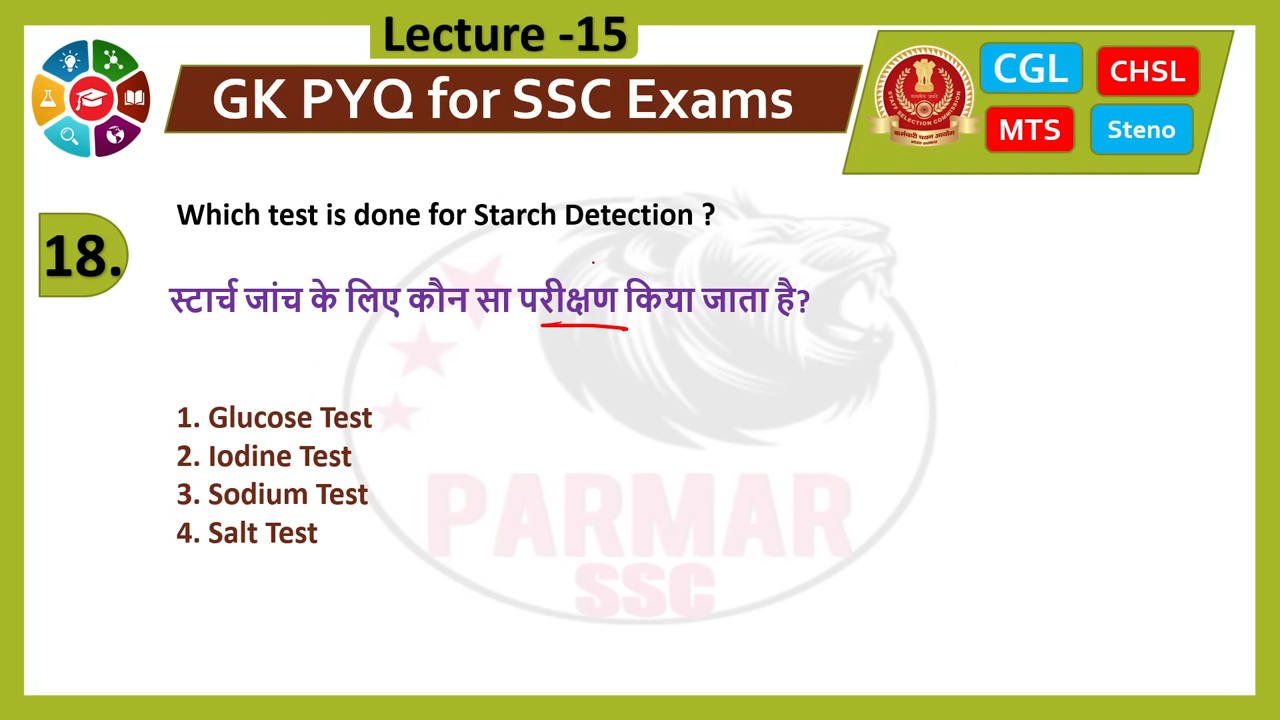 Lecture -15
GK PYQ for SSC Exams
CGL
CHSL
MTS
Steno
18.
Which test is done for Starch Detection ?
स्टार्च जांच के लिए कौन सा परीक्षण किया जाता है?
1. Glucose Test
2. Iodine Test
3. Sodium Test
4. Salt Test
PARMAR
SSC